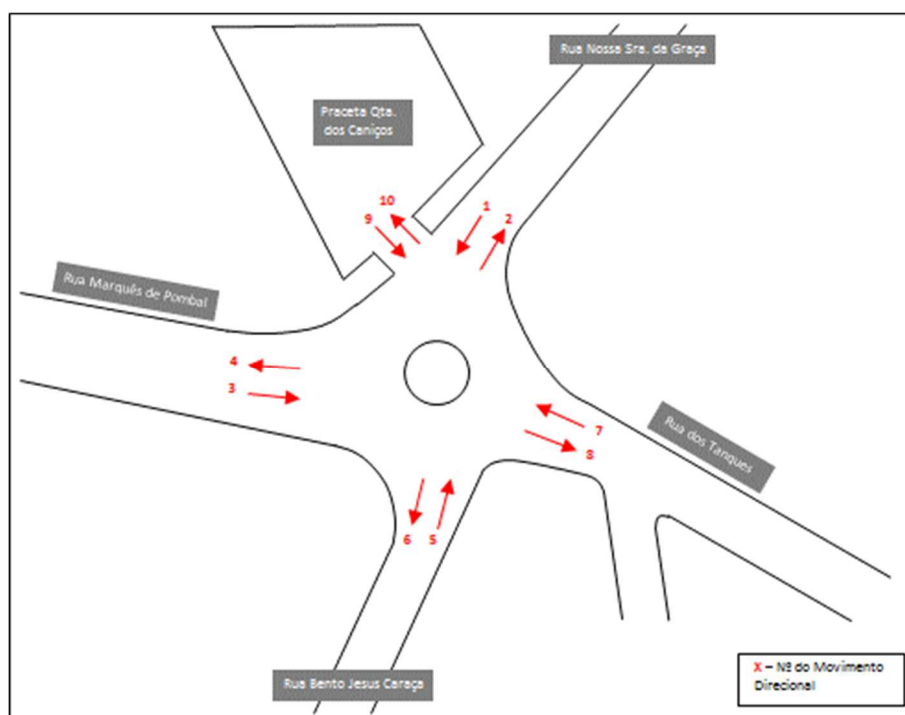 Rua Nossa Sra. da Graça
Praceta Qta.
dos Caniços
10
9
1
2
Rua Marquês de Pombal
4
3
7
8
Rua dos Tanques
6
5
Rua Bento Jesus Caraça
X – Nº do Movimento
Direcional